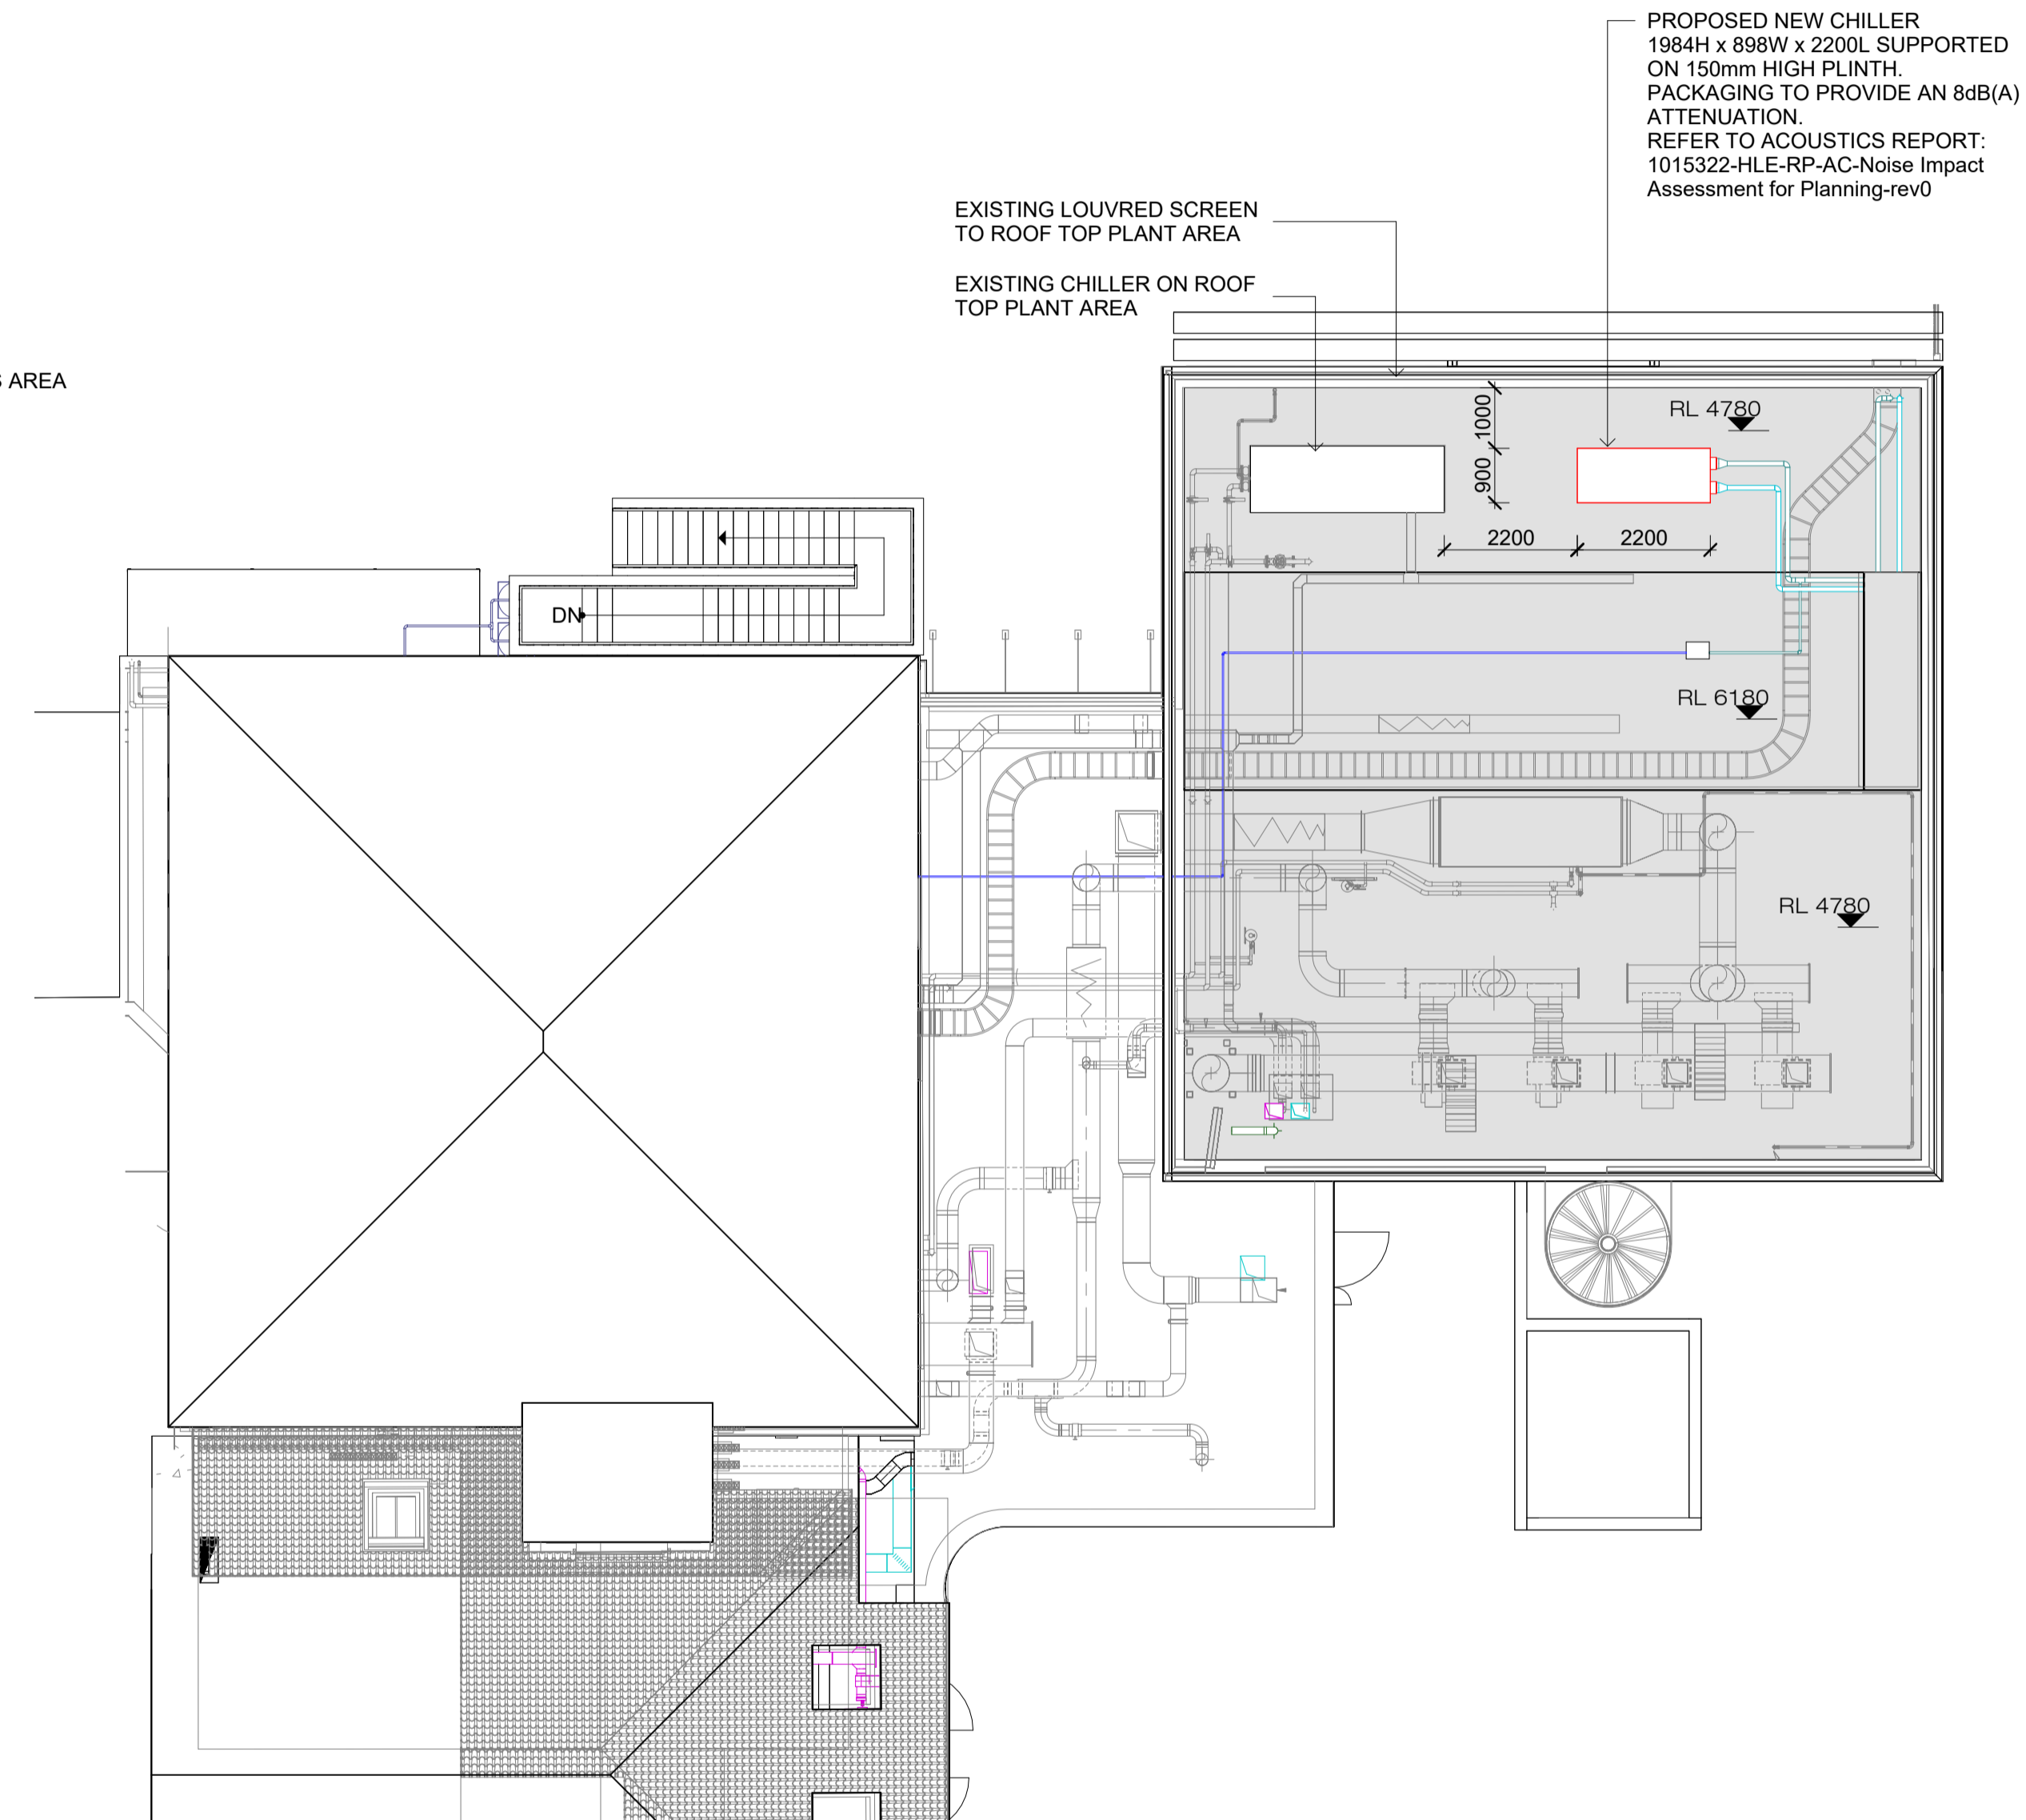 PROPOSED NEW CHILLER
1984H x 898W x 2200L SUPPORTED
ON 150mm HIGH PLINTH.
PACKAGING TO PROVIDE AN 8dB(A)
ATTENUATION.
REFER TO ACOUSTICS REPORT:
1015322-HLE-RP-AC-Noise Impact
Assessment for Planning-rev0
EXISTING LOUVRED SCREEN
TO ROOF TOP PLANT AREA
EXISTING CHILLER ON ROOF
TOP PLANT AREA
AREA
1000
RL 4780
900
2200
2200
DN
RL 6180
RL 4780